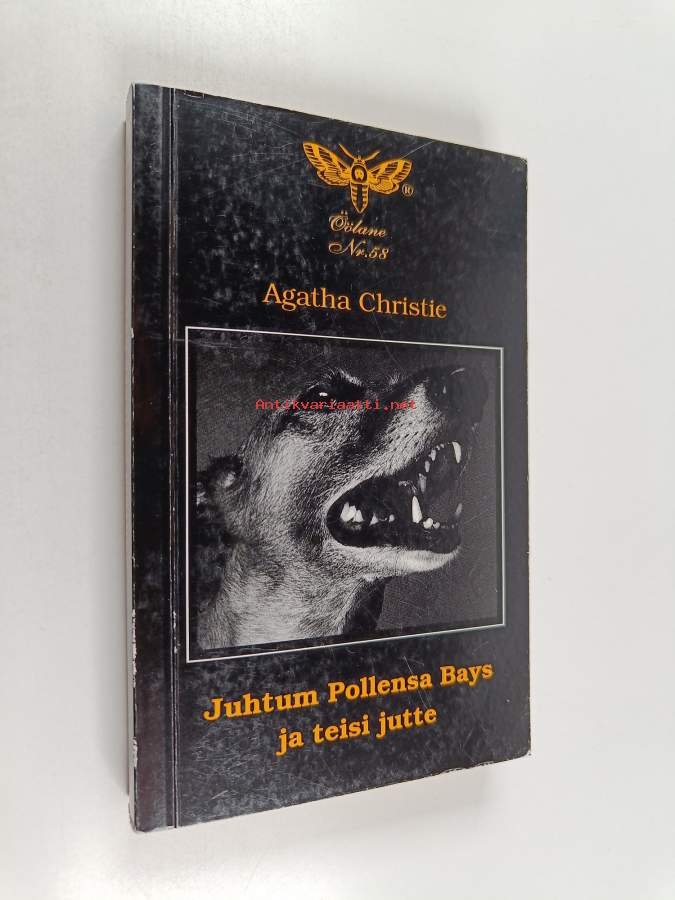 ®
Öölane
Nr.58
Agatha Christie
Antikvariaatti.net
Juhtum Pollensa Bays
ja teisi jutte